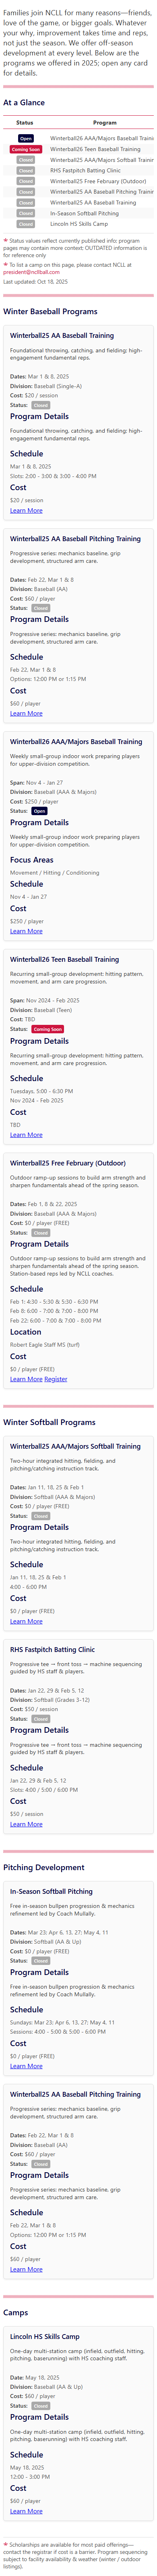 Families join NCLL for many reasons—friends,
love of the game, or bigger goals. Whatever
your why, improvement takes time and reps,
not just the season. We offer off-season
development at every level. Below are the
programs we offered in 2025; open any card
for details.
At a Glance
Status Program
Open Winterball26 AAA/Majors Baseball Traini
Coming Soon Winterball26 Teen Baseball Training
Closed Winterball25 AAA/Majors Softball Trainin
Closed RHS Fastpitch Batting Clinic
Closed Winterball25 Free February (Outdoor)
Closed Winterball25 AA Baseball Pitching Trainin
Closed Winterball25 AA Baseball Training
Closed In-Season Softball Pitching
Closed Lincoln HS Skills Camp
* Status values reflect currently published info; program
pages may contain more context; OUTDATED information is
for reference only
* To list a camp on this page, please contact NCLL at
president@ncllball.com
Last updated: Oct 18, 2025
Winter Baseball Programs
Winterball25 AA Baseball Training
Foundational throwing, catching, and fielding; high-
engagement fundamental reps.
Dates: Mar 1 & 8, 2025
Division: Baseball (Single-A)
Cost: $20 / session
Status: Closed
Program Details
Foundational throwing, catching, and fielding; high-
engagement fundamental reps.
Schedule
Mar 1 & 8, 2025
Slots: 2:00 - 3:00 & 3:00 - 4:00 PM
Cost
$20 / session
Learn More
Winterball25 AA Baseball Pitching Training
Progressive series: mechanics baseline, grip
development, structured arm care.
Dates: Feb 22, Mar 1 & 8
Division: Baseball (AA)
Cost: $60 / player
Status: Closed
Program Details
Progressive series: mechanics baseline, grip
development, structured arm care.
Schedule
Feb 22, Mar 1 & 8
Options: 12:00 PM or 1:15 PM
Cost
$60 / player
Learn More
Winterball26 AAA/Majors Baseball Training
Weekly small-group indoor work preparing players
for upper-division competition.
Span: Nov 4 - Jan 27
Division: Baseball (AAA & Majors)
Cost: $250 / player
Status: Open
Program Details
Weekly small-group indoor work preparing players
for upper-division competition.
Focus Areas
Movement / Hitting / Conditioning
Schedule
Nov 4 - Jan 27
Cost
$250 / player
Learn More
Winterball26 Teen Baseball Training
Recurring small-group development: hitting pattern,
movement, and arm care progression.
Span: Nov 2024 - Feb 2025
Division: Baseball (Teen)
Cost: TBD
Status: Coming Soon
Program Details
Recurring small-group development: hitting pattern,
movement, and arm care progression.
Schedule
Tuesdays, 5:00 - 6:30 PM
Nov 2024 - Feb 2025
Cost
TBD
Learn More
Winterball25 Free February (Outdoor)
Outdoor ramp-up sessions to build arm strength and
sharpen fundamentals ahead of the spring season.
Dates: Feb 1, 8 & 22, 2025
Division: Baseball (AAA & Majors)
Cost: $0 / player (FREE)
Status: Closed
Program Details
Outdoor ramp-up sessions to build arm strength and
sharpen fundamentals ahead of the spring season.
Station-based reps led by NCLL coaches.
Schedule
Feb 1: 4:30 - 5:30 & 5:30 - 6:30 PM
Feb 8: 6:00 - 7:00 & 7:00 - 8:00 PM
Feb 22: 6:00 - 7:00 & 7:00 - 8:00 PM
Location
Robert Eagle Staff MS (turf)
Cost
$0 / player (FREE)
Learn More Register
Winter Softball Programs
Winterball25 AAA/Majors Softball Training
Two-hour integrated hitting, fielding, and
pitching/catching instruction track.
Dates: Jan 11, 18, 25 & Feb 1
Division: Softball (AAA & Majors)
Cost: $0 / player (FREE)
Status: Closed
Program Details
Two-hour integrated hitting, fielding, and
pitching/catching instruction track.
Schedule
Jan 11, 18, 25 & Feb 1
4:00 - 6:00 PM
Cost
$0 / player (FREE)
Learn More
RHS Fastpitch Batting Clinic
Progressive tee → front toss → machine sequencing
guided by HS staff & players.
Dates: Jan 22, 29 & Feb 5, 12
Division: Softball (Grades 3-12)
Cost: $50 / session
Status: Closed
Program Details
Progressive tee → front toss → machine sequencing
guided by HS staff & players.
Schedule
Jan 22, 29 & Feb 5, 12
Slots: 4:00 / 5:00 / 6:00 PM
Cost
$50 / session
Learn More
Pitching Development
In-Season Softball Pitching
Free in-season bullpen progression & mechanics
refinement led by Coach Mullally.
Dates: Mar 23; Apr 6, 13, 27; May 4, 11
Division: Softball (AA & Up)
Cost: $0 / player (FREE)
Status: Closed
Program Details
Free in-season bullpen progression & mechanics
refinement led by Coach Mullally.
Schedule
Sundays: Mar 23; Apr 6, 13, 27; May 4, 11
Sessions: 4:00 - 5:00 & 5:00 - 6:00 PM
Cost
$0 / player (FREE)
Learn More
Winterball25 AA Baseball Pitching Training
Progressive series: mechanics baseline, grip
development, structured arm care.
Dates: Feb 22, Mar 1 & 8
Division: Baseball (AA)
Cost: $60 / player
Status: Closed
Program Details
Progressive series: mechanics baseline, grip
development, structured arm care.
Schedule
Feb 22, Mar 1 & 8
Options: 12:00 PM or 1:15 PM
Cost
$60 / player
Learn More
Camps
Lincoln HS Skills Camp
One-day multi-station camp (infield, outfield, hitting,
pitching, baserunning) with HS coaching staff.
Date: May 18, 2025
Division: Baseball (AA & Up)
Cost: $60 / player
Status: Closed
Program Details
One-day multi-station camp (infield, outfield, hitting,
pitching, baserunning) with HS coaching staff.
Schedule
May 18, 2025
12:00 - 3:00 PM
Cost
$60 / player
Learn More
* Scholarships are available for most paid offerings—
contact the registrar if cost is a barrier. Program sequencing
subject to facility availability & weather (winter / outdoor
listings).